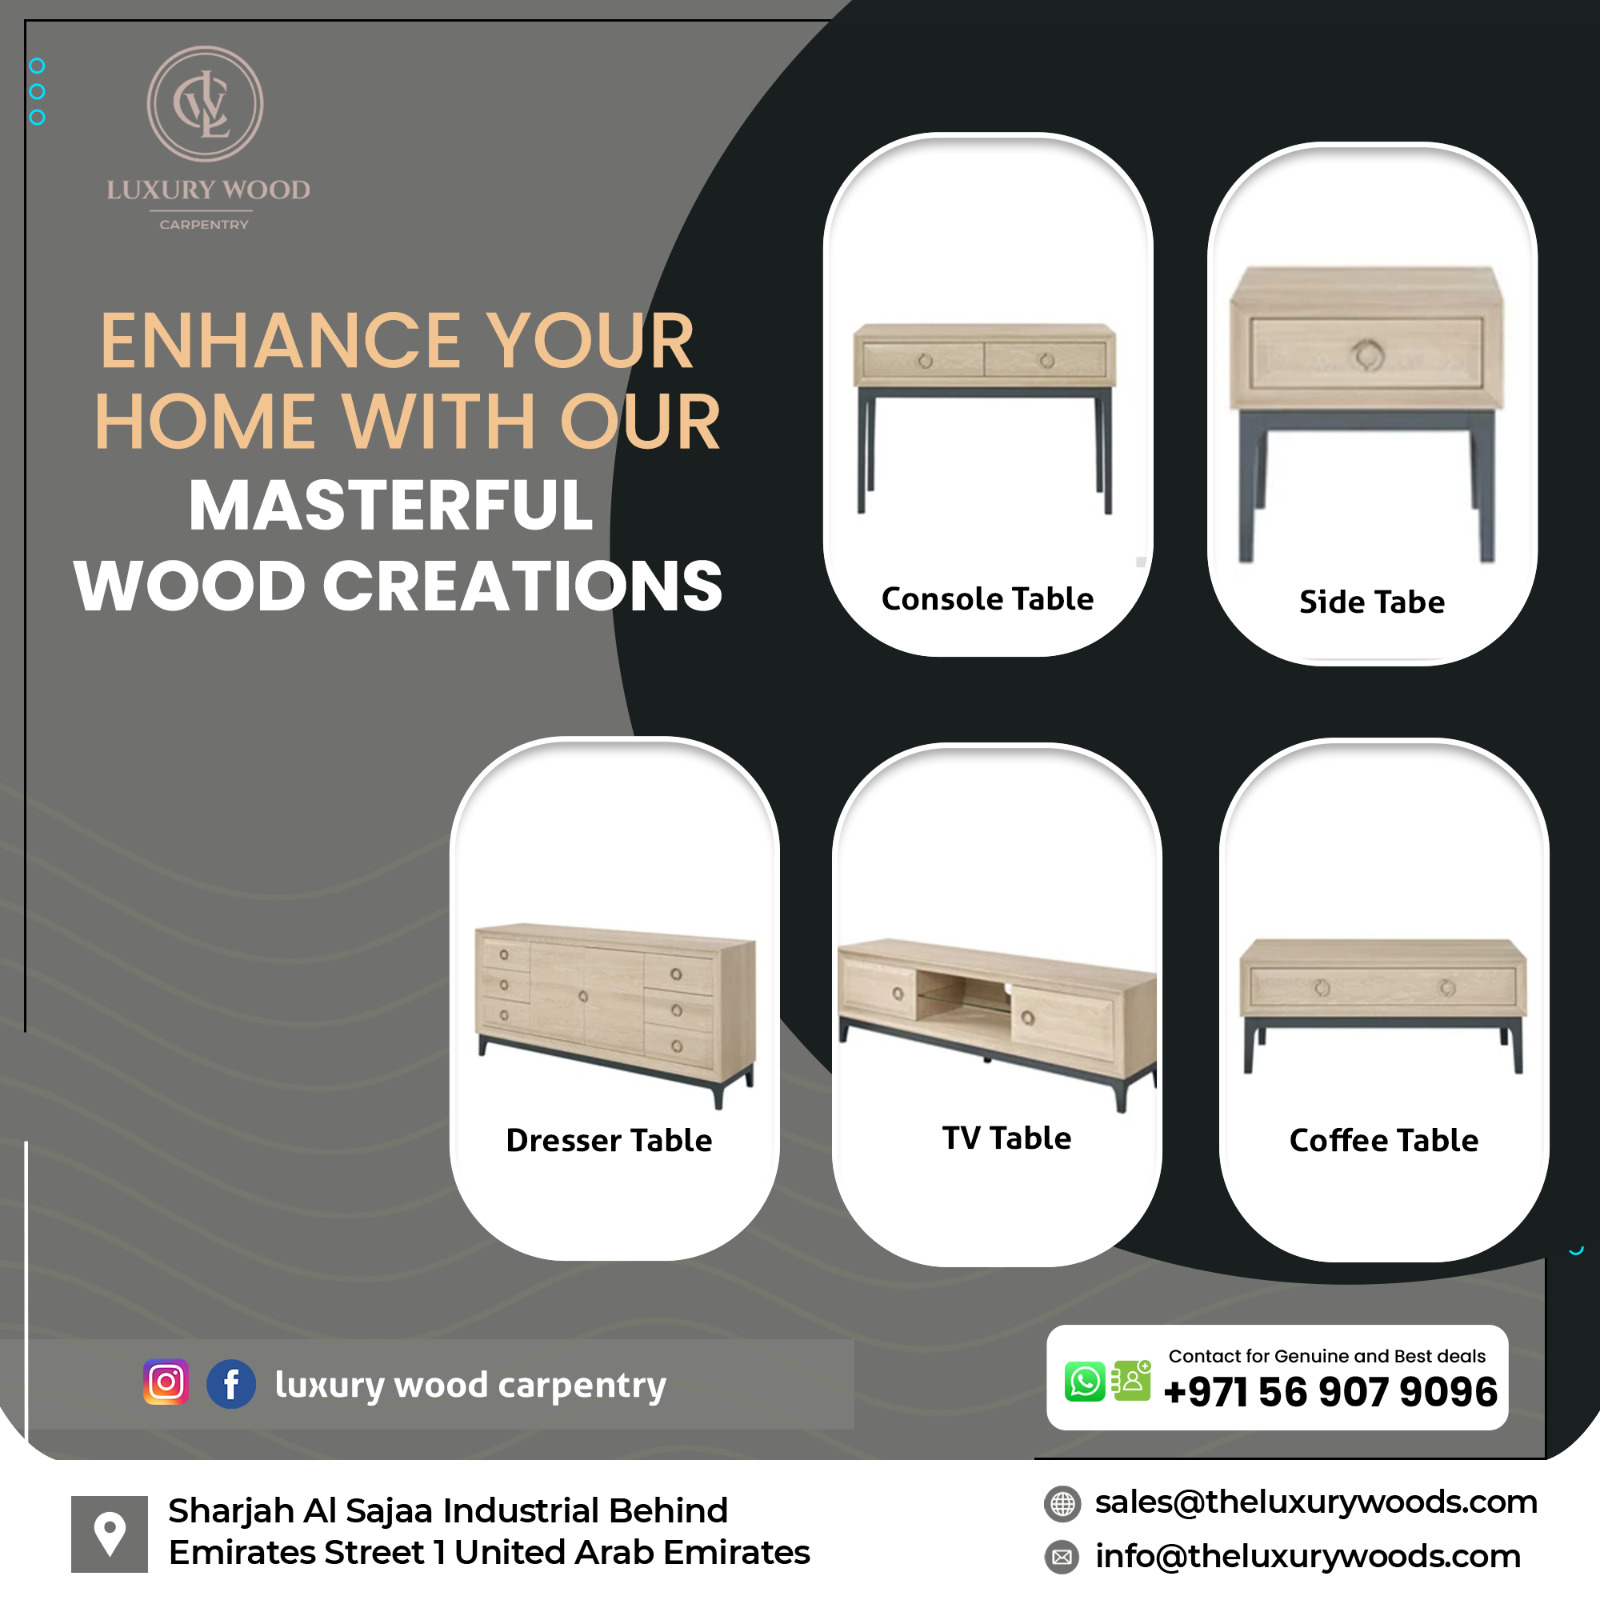 LUXURY WOOD
CARPENTRY
ENHANCE YOUR
HOME WITH OUR
MASTERFUL
WOOD CREATIONS
Console Table
Side Tabe
Dresser Table
TV Table
Coffee Table
luxury wood carpentry
Contact for Genuine and Best deals
+971 56 907 9096
Sharjah Al Sajaa Industrial Behind
Emirates Street 1 United Arab Emirates
sales@theluxurywoods.com
info@theluxurywoods.com